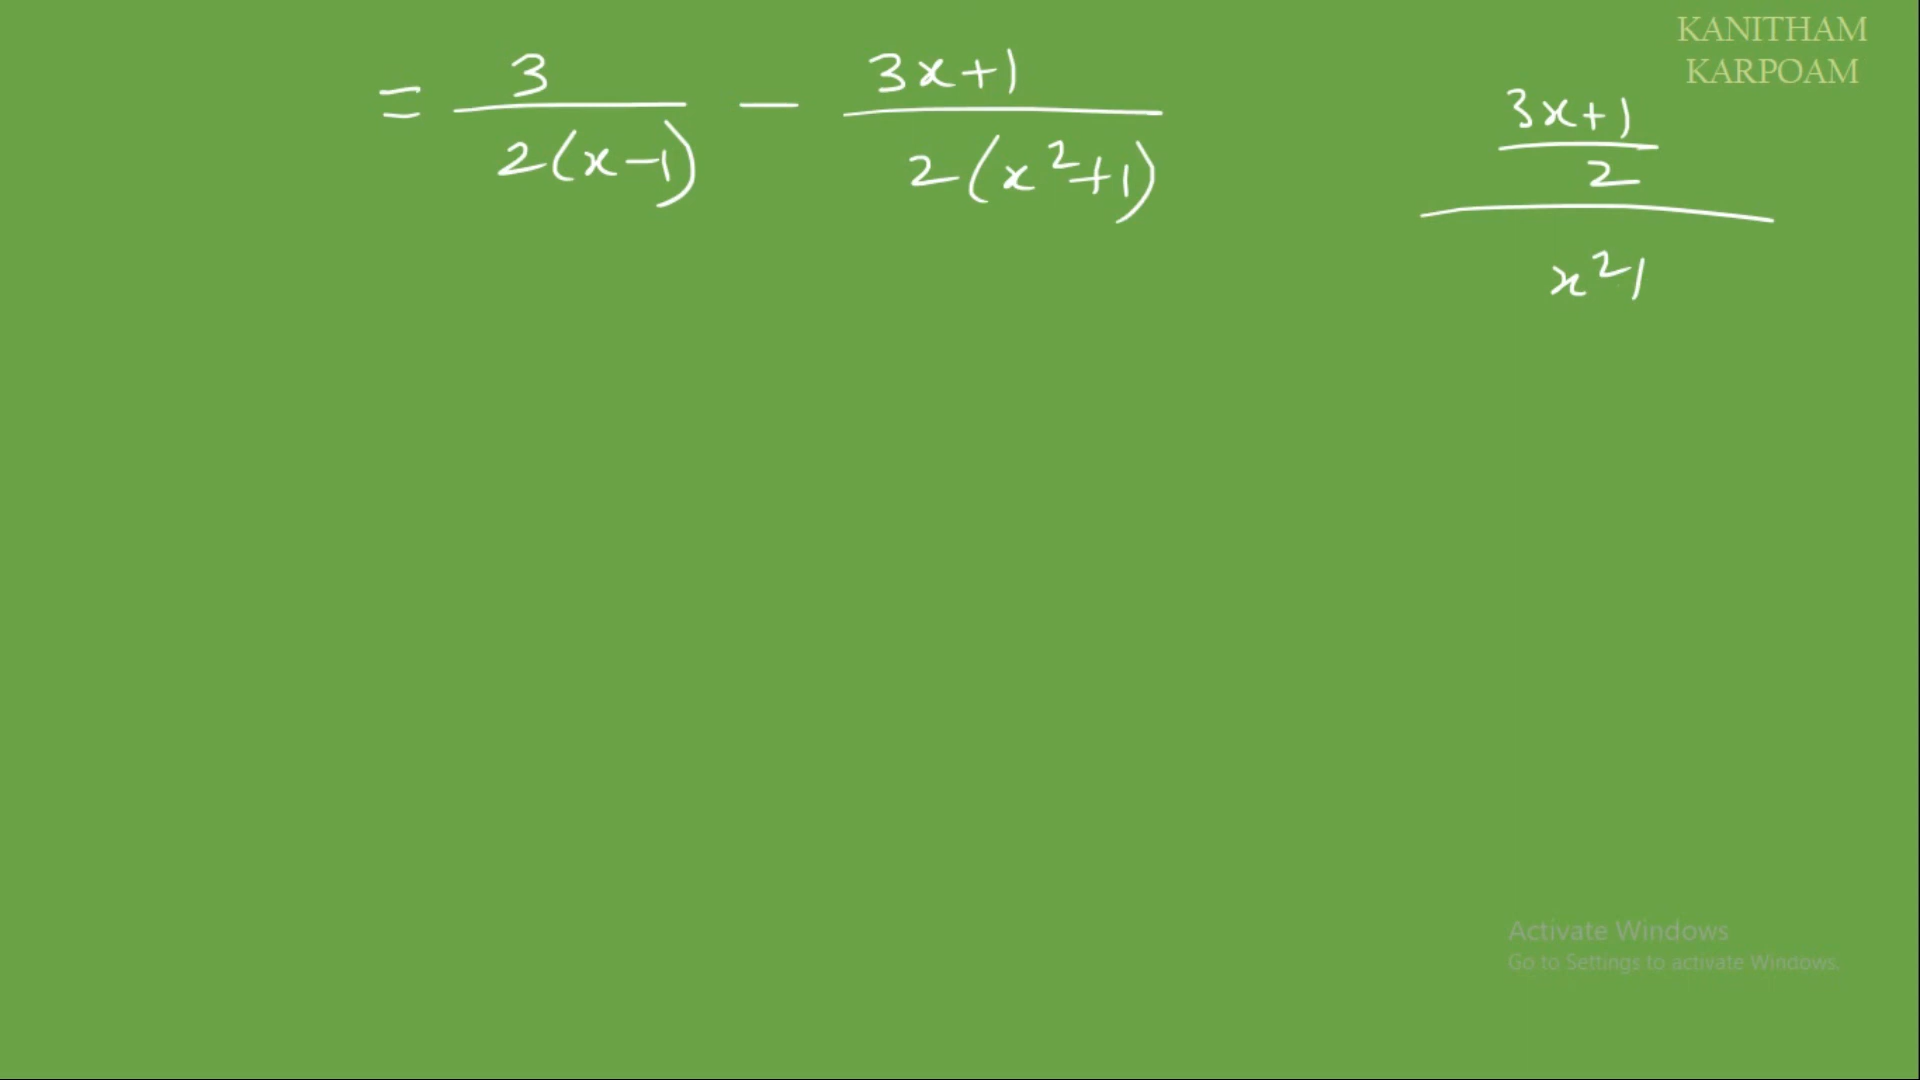 KANITHAM
KARPOAM
= 3/2(x-1) - 3x+1/2(x²+1)
3x+1
2
x²1
Activate Windows
Go to Settings to activate Windows.